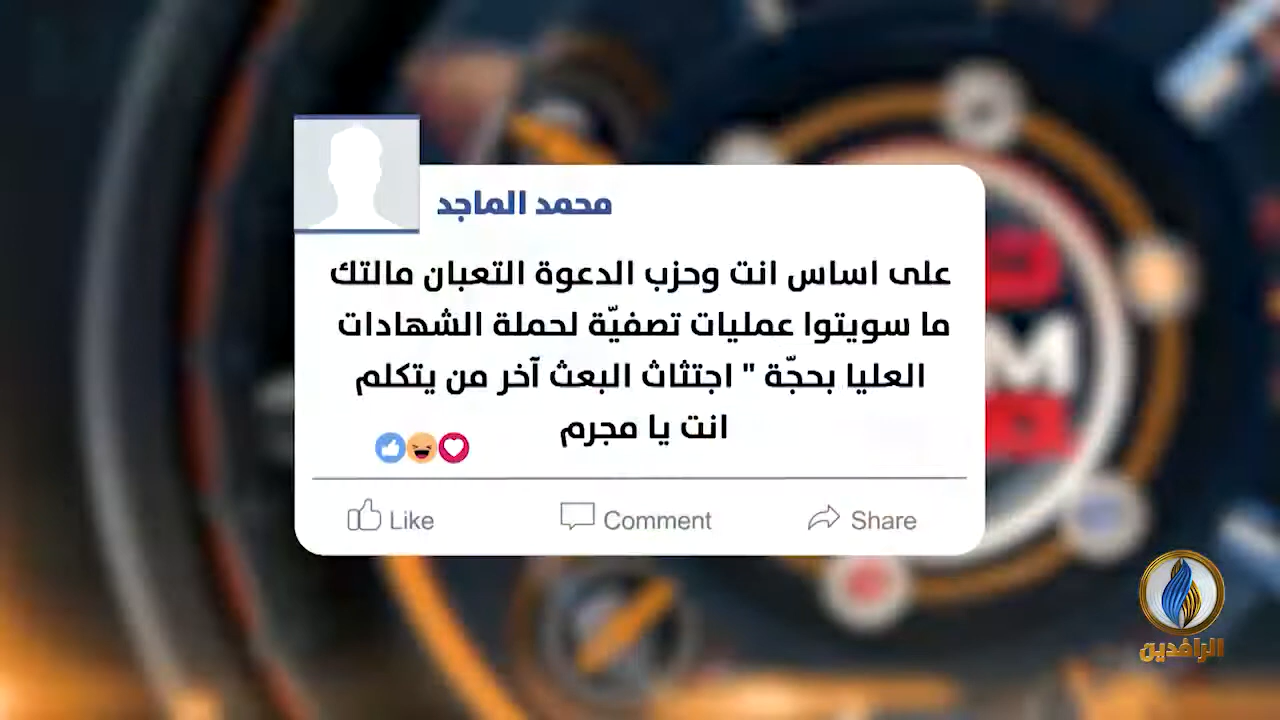 محمد الماجد
على اساس انت وحزب الدعوة التعبان مالتك
ما سويتوا عمليات تصفيّة لحملة الشهادات
العليا بحجّة " اجتثاث البعث آخر من يتكلم
انت يا مجرم
Like
Comment
Share
الرافدين